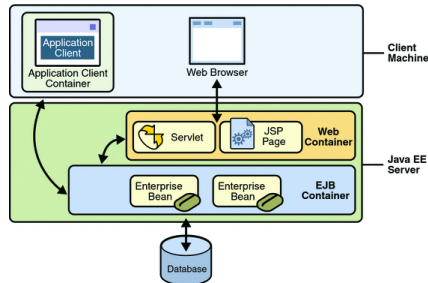 Application
Client
Application Client
Container
Web Browser
Client
Machine
Servlet
JSP
Page
Web
Container
Java EE
Server
Enterprise
Bean
Enterprise
Bean
EJB
Container
Database